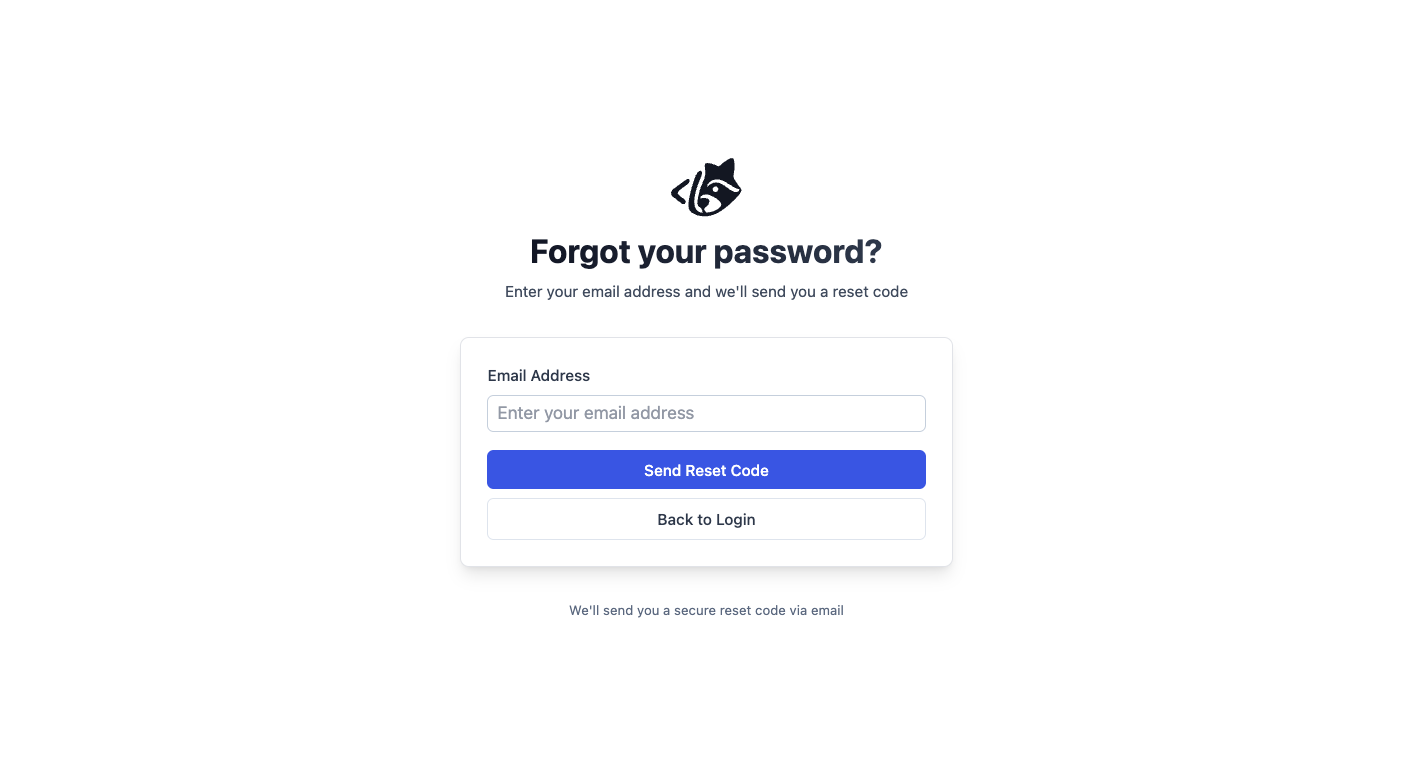 Forgot your password?
Enter your email address and we'll send you a reset code
Email Address
Enter your email address
Send Reset Code
Back to Login
We'll send you a secure reset code via email